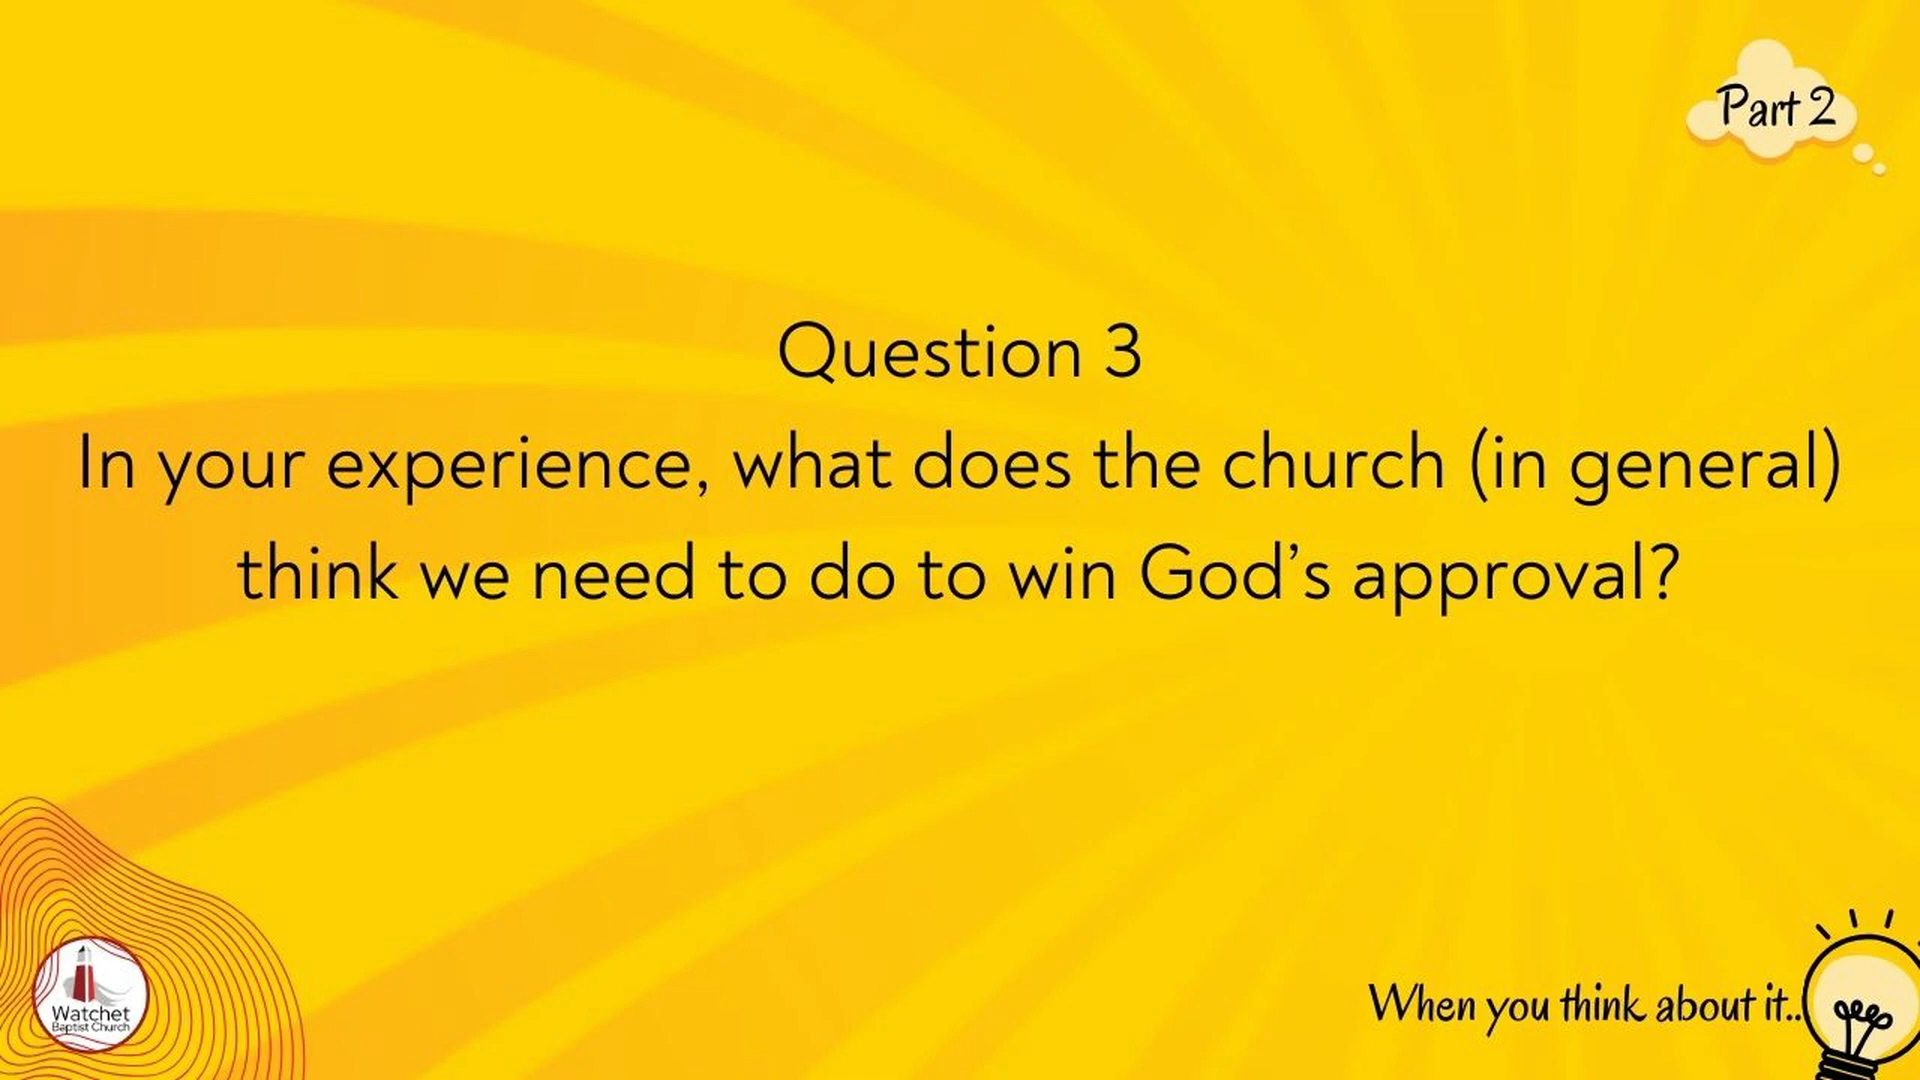 Part 2
Question 3
In your experience, what does the church (in general)
think we need to do to win God’s approval?
When you think about it..
Watchet
Baptist Church